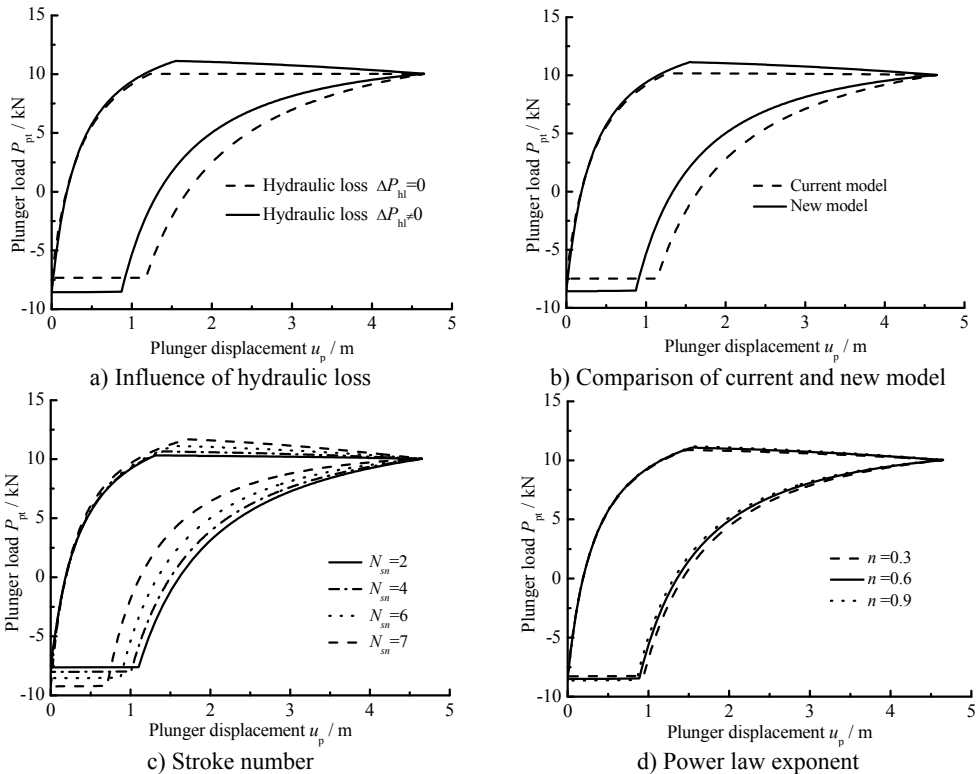 15
10
5
0
-5
-10
0 1 2 3 4 5
Plunger load P_pt / kN
Plunger displacement u_p / m
Hydraulic loss ΔP_hl=0
Hydraulic loss ΔP_hl≠0
a) Influence of hydraulic loss
15
10
5
0
-5
-10
0 1 2 3 4 5
Plunger load P_pt / kN
Plunger displacement u_p / m
Current model
New model
b) Comparison of current and new model
15
10
5
0
-5
-10
0 1 2 3 4 5
Plunger load P_pt / kN
Plunger displacement u_p / m
N_sn=2
N_sn=4
N_sn=6
N_sn=7
c) Stroke number
15
10
5
0
-5
-10
0 1 2 3 4 5
Plunger load P_pt / kN
Plunger displacement u_p / m
n=0.3
n=0.6
n=0.9
d) Power law exponent